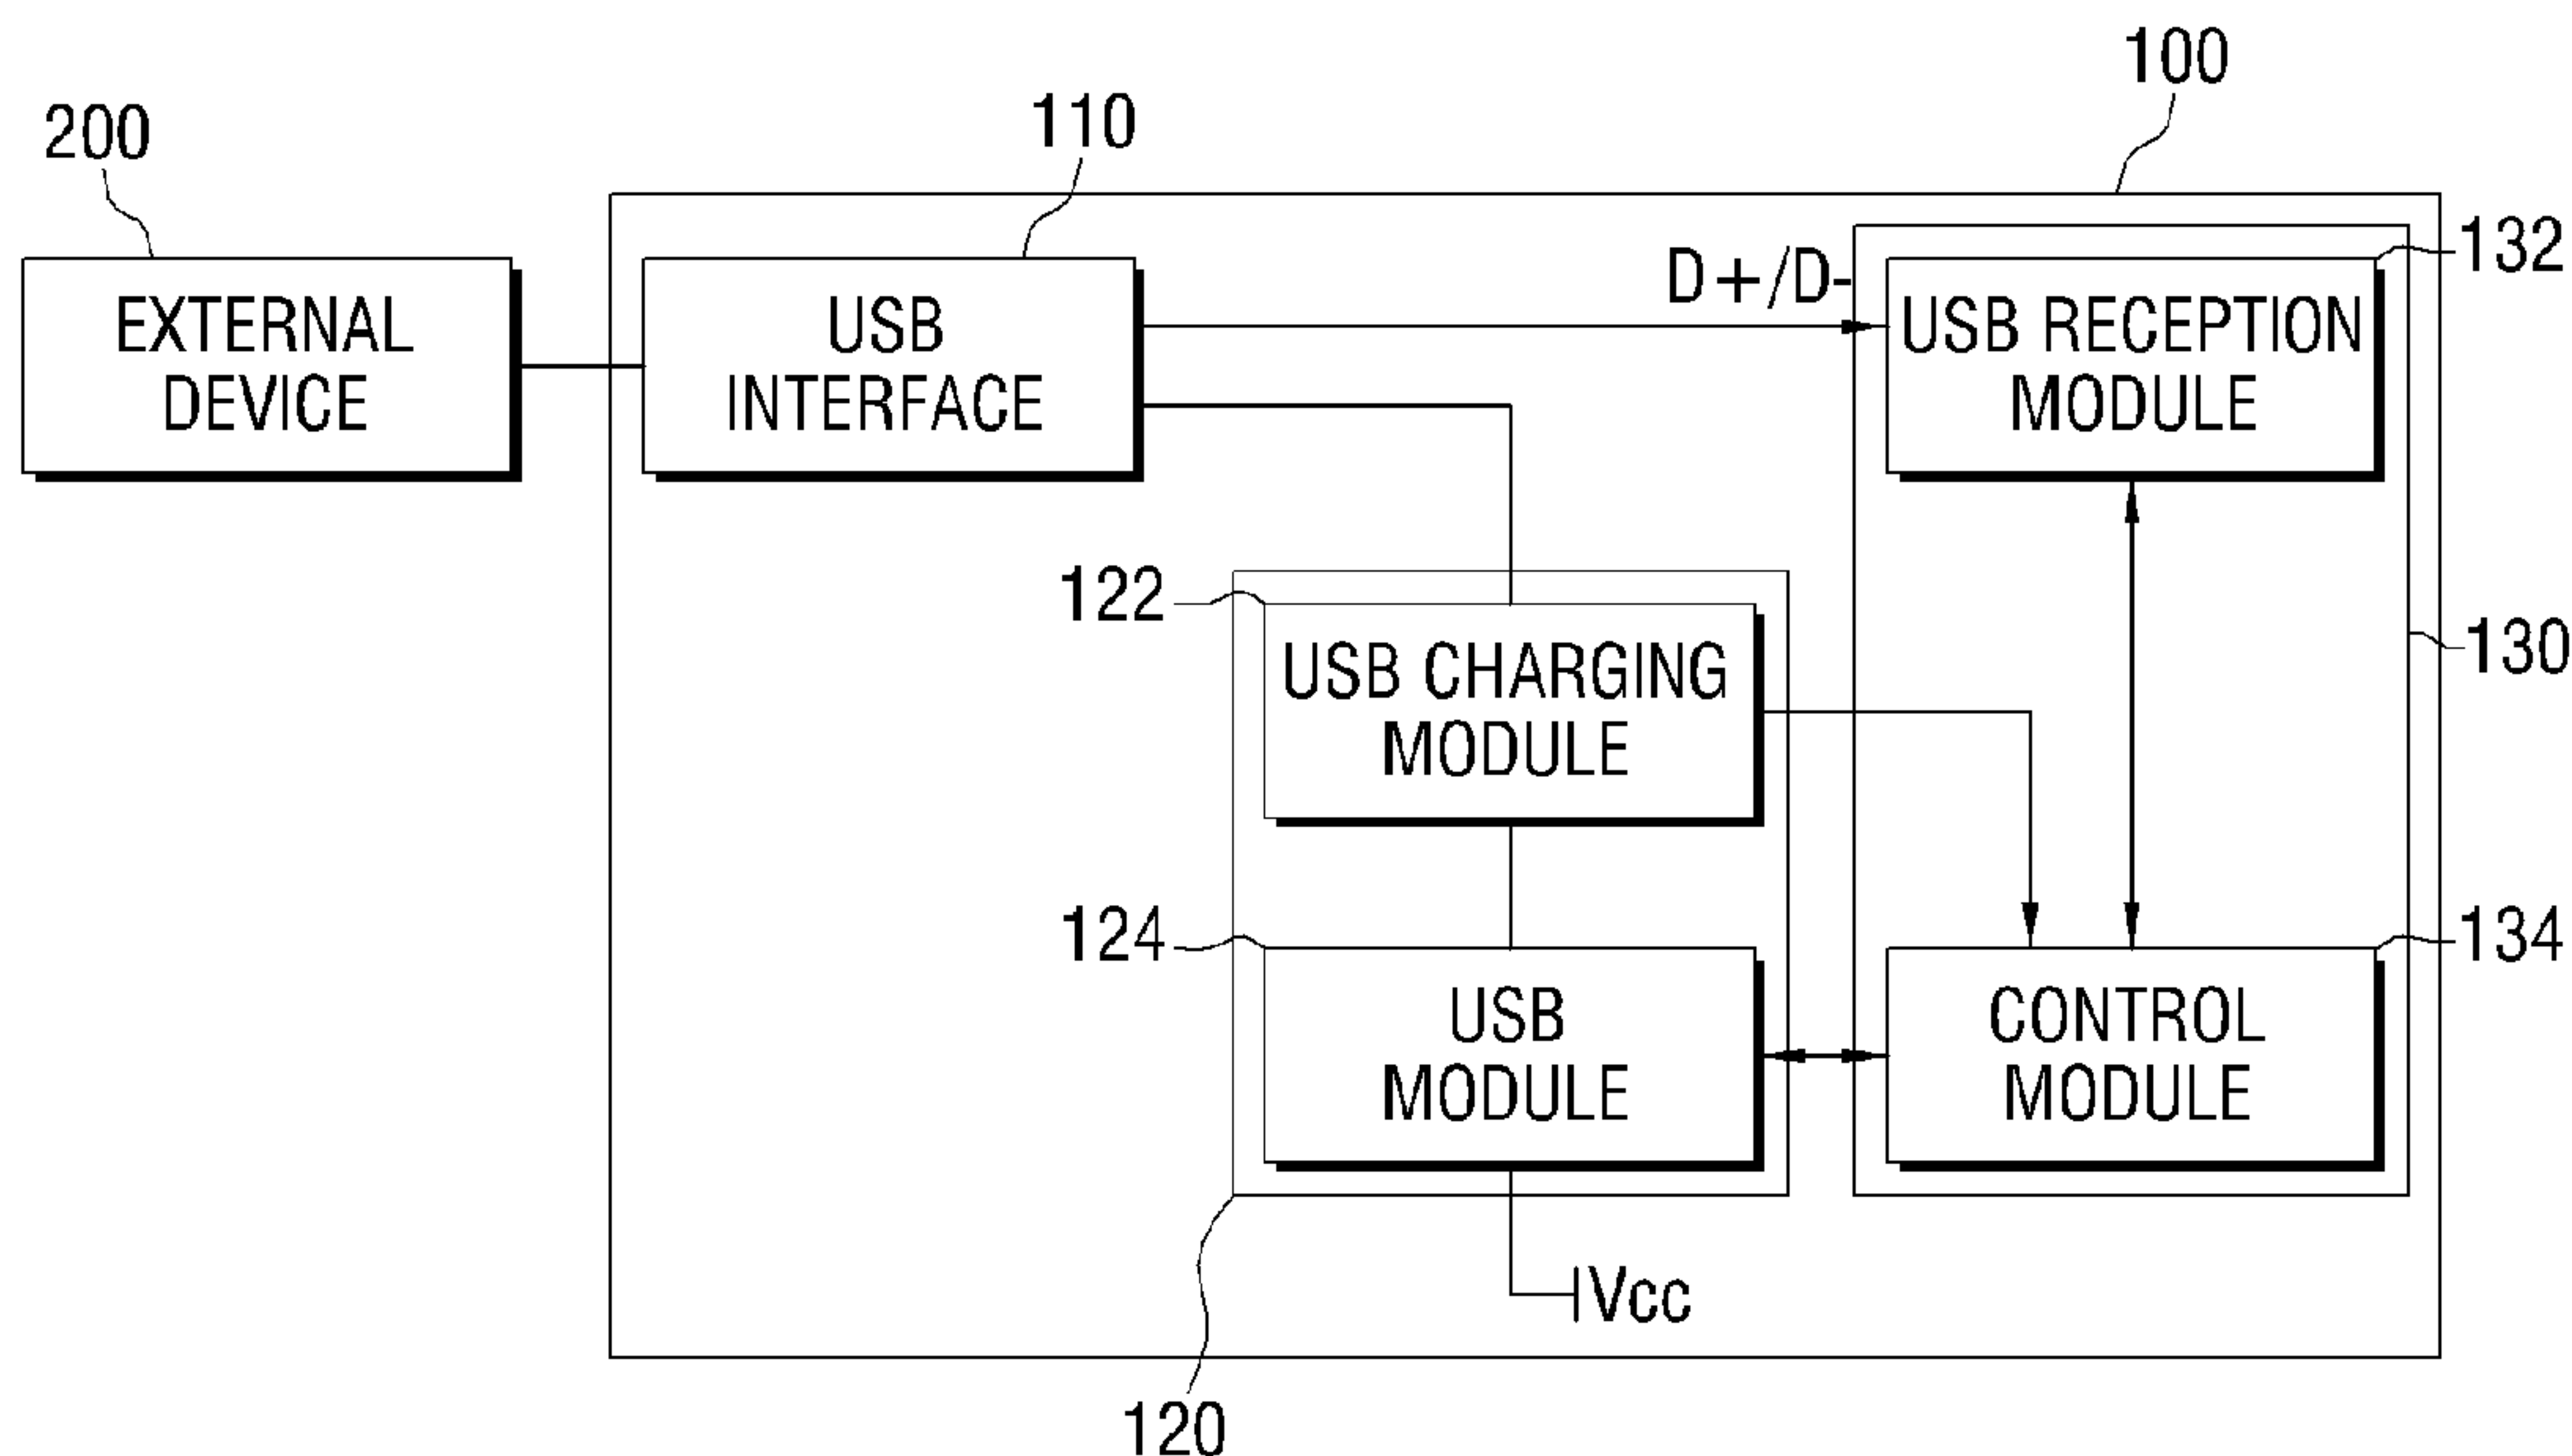 100
200
110
132
D+/D-
EXTERNAL
DEVICE
USB
INTERFACE
USB RECEPTION
MODULE
122
130
USB CHARGING
MODULE
124
134
USB
MODULE
CONTROL
MODULE
Vcc
120